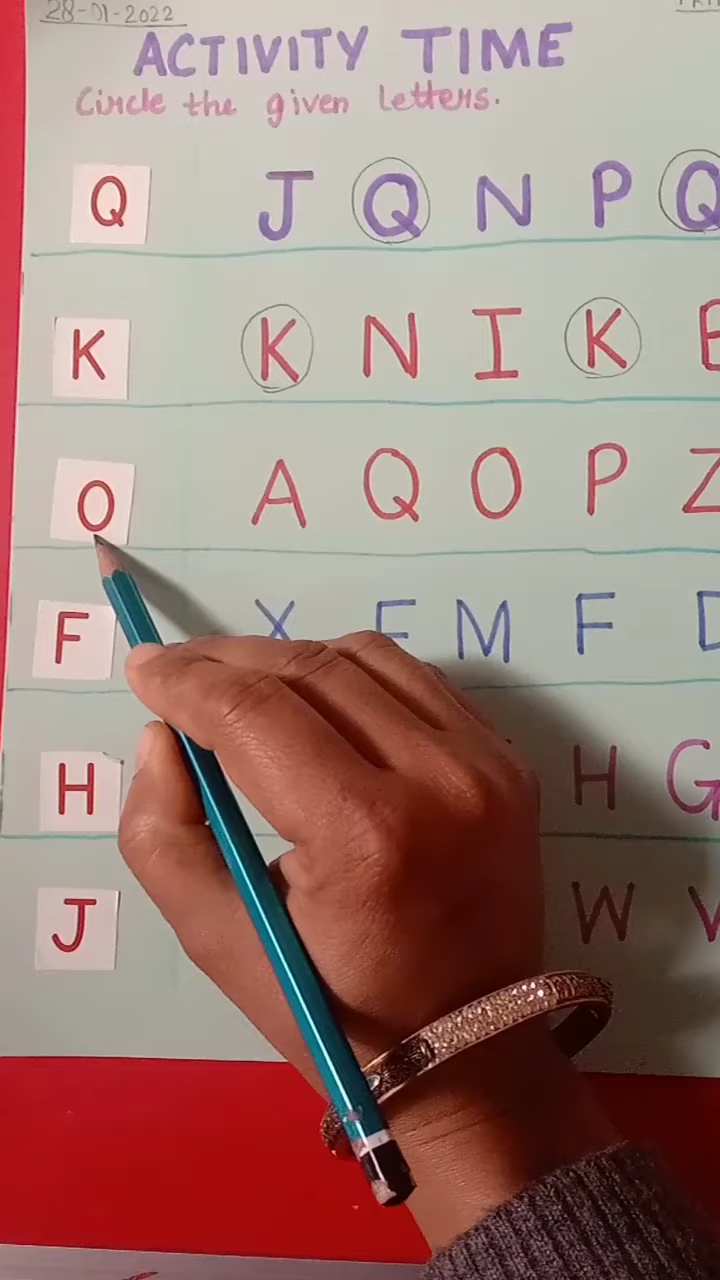 28-01-2022
ACTIVITY TIME
Circle the given letters.
Q J Q N P Q
K K N I K E
O A Q O P Z
F X F M F D
H H G
J W